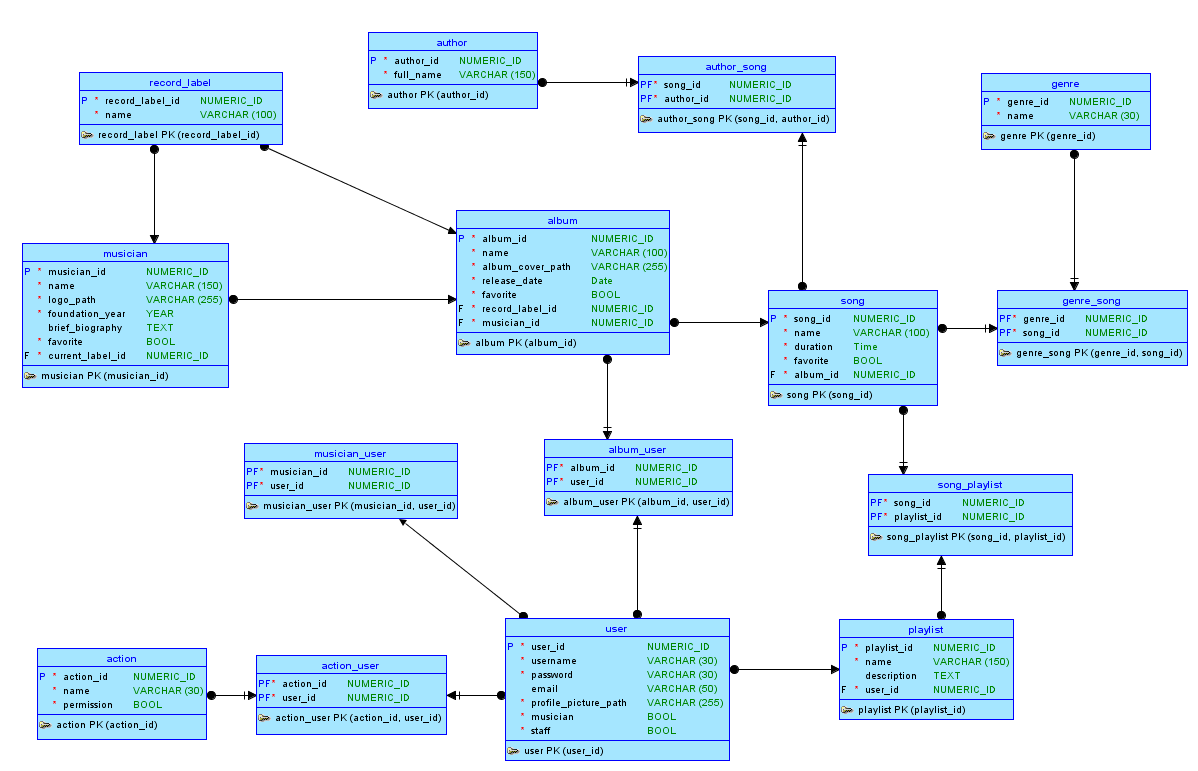 author
P * author_id NUMERIC_ID
* full_name VARCHAR (150)
author PK (author_id)
record_label
P * record_label_id NUMERIC_ID
* name VARCHAR (100)
record_label PK (record_label_id)
author_song
PF* song_id NUMERIC_ID
PF* author_id NUMERIC_ID
author_song PK (song_id, author_id)
genre
P * genre_id NUMERIC_ID
* name VARCHAR (30)
genre PK (genre_id)
musician
P * musician_id NUMERIC_ID
* name VARCHAR (150)
* logo_path VARCHAR (255)
* foundation_year YEAR
brief_biography TEXT
* favorite BOOL
F * current_label_id NUMERIC_ID
musician PK (musician_id)
album
P * album_id NUMERIC_ID
* name VARCHAR (100)
* album_cover_path VARCHAR (255)
* release_date Date
* favorite BOOL
F * record_label_id NUMERIC_ID
F * musician_id NUMERIC_ID
album PK (album_id)
song
P * song_id NUMERIC_ID
* name VARCHAR (100)
* duration Time
* favorite BOOL
F * album_id NUMERIC_ID
song PK (song_id)
genre_song
PF* genre_id NUMERIC_ID
PF* song_id NUMERIC_ID
genre_song PK (genre_id, song_id)
musician_user
PF* musician_id NUMERIC_ID
PF* user_id NUMERIC_ID
musician_user PK (musician_id, user_id)
album_user
PF* album_id NUMERIC_ID
PF* user_id NUMERIC_ID
album_user PK (album_id, user_id)
song_playlist
PF* song_id NUMERIC_ID
PF* playlist_id NUMERIC_ID
song_playlist PK (song_id, playlist_id)
action
P * action_id NUMERIC_ID
* name VARCHAR (30)
* permission BOOL
action PK (action_id)
action_user
PF* action_id NUMERIC_ID
PF* user_id NUMERIC_ID
action_user PK (action_id, user_id)
user
P * user_id NUMERIC_ID
* username VARCHAR (30)
* password VARCHAR (30)
email VARCHAR (50)
* profile_picture_path VARCHAR (255)
* musician BOOL
* staff BOOL
user PK (user_id)
playlist
P * playlist_id NUMERIC_ID
* name VARCHAR (150)
description TEXT
F * user_id NUMERIC_ID
playlist PK (playlist_id)